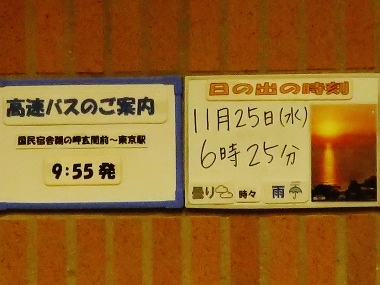 高速バスのご案内
国民宿舎鵜の岬玄関前～東京駅
9:55 発
日の出の時刻
11月25日(水)
6時25分
曇り 時々 雨